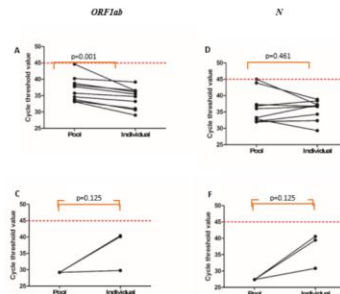 ORF1ab
N
A
p=0.001
Cycle threshold value
50
45
40
35
30
25
Pool
Individual
D
p=0.461
Cycle threshold value
50
45
40
35
30
25
Pool
Individual
C
p=0.125
Cycle threshold value
50
45
40
35
30
25
Pool
Individual
F
p=0.125
Cycle threshold value
50
45
40
35
30
25
Pool
Individual